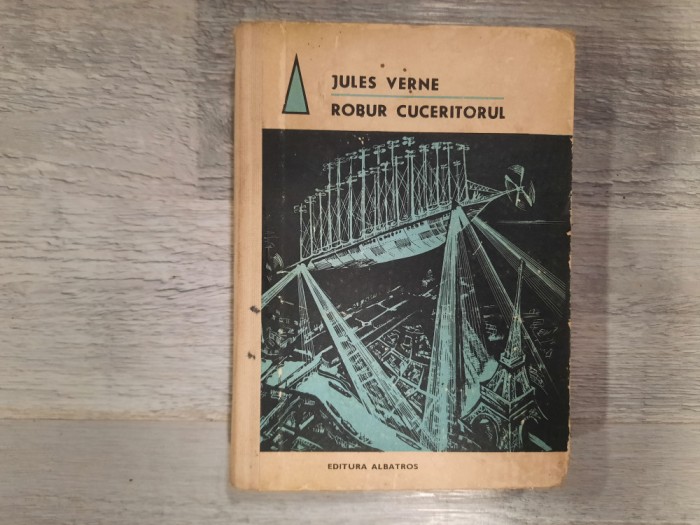 JULES VERNE
ROBUR CUCERITORUL
EDITURA ALBATROS